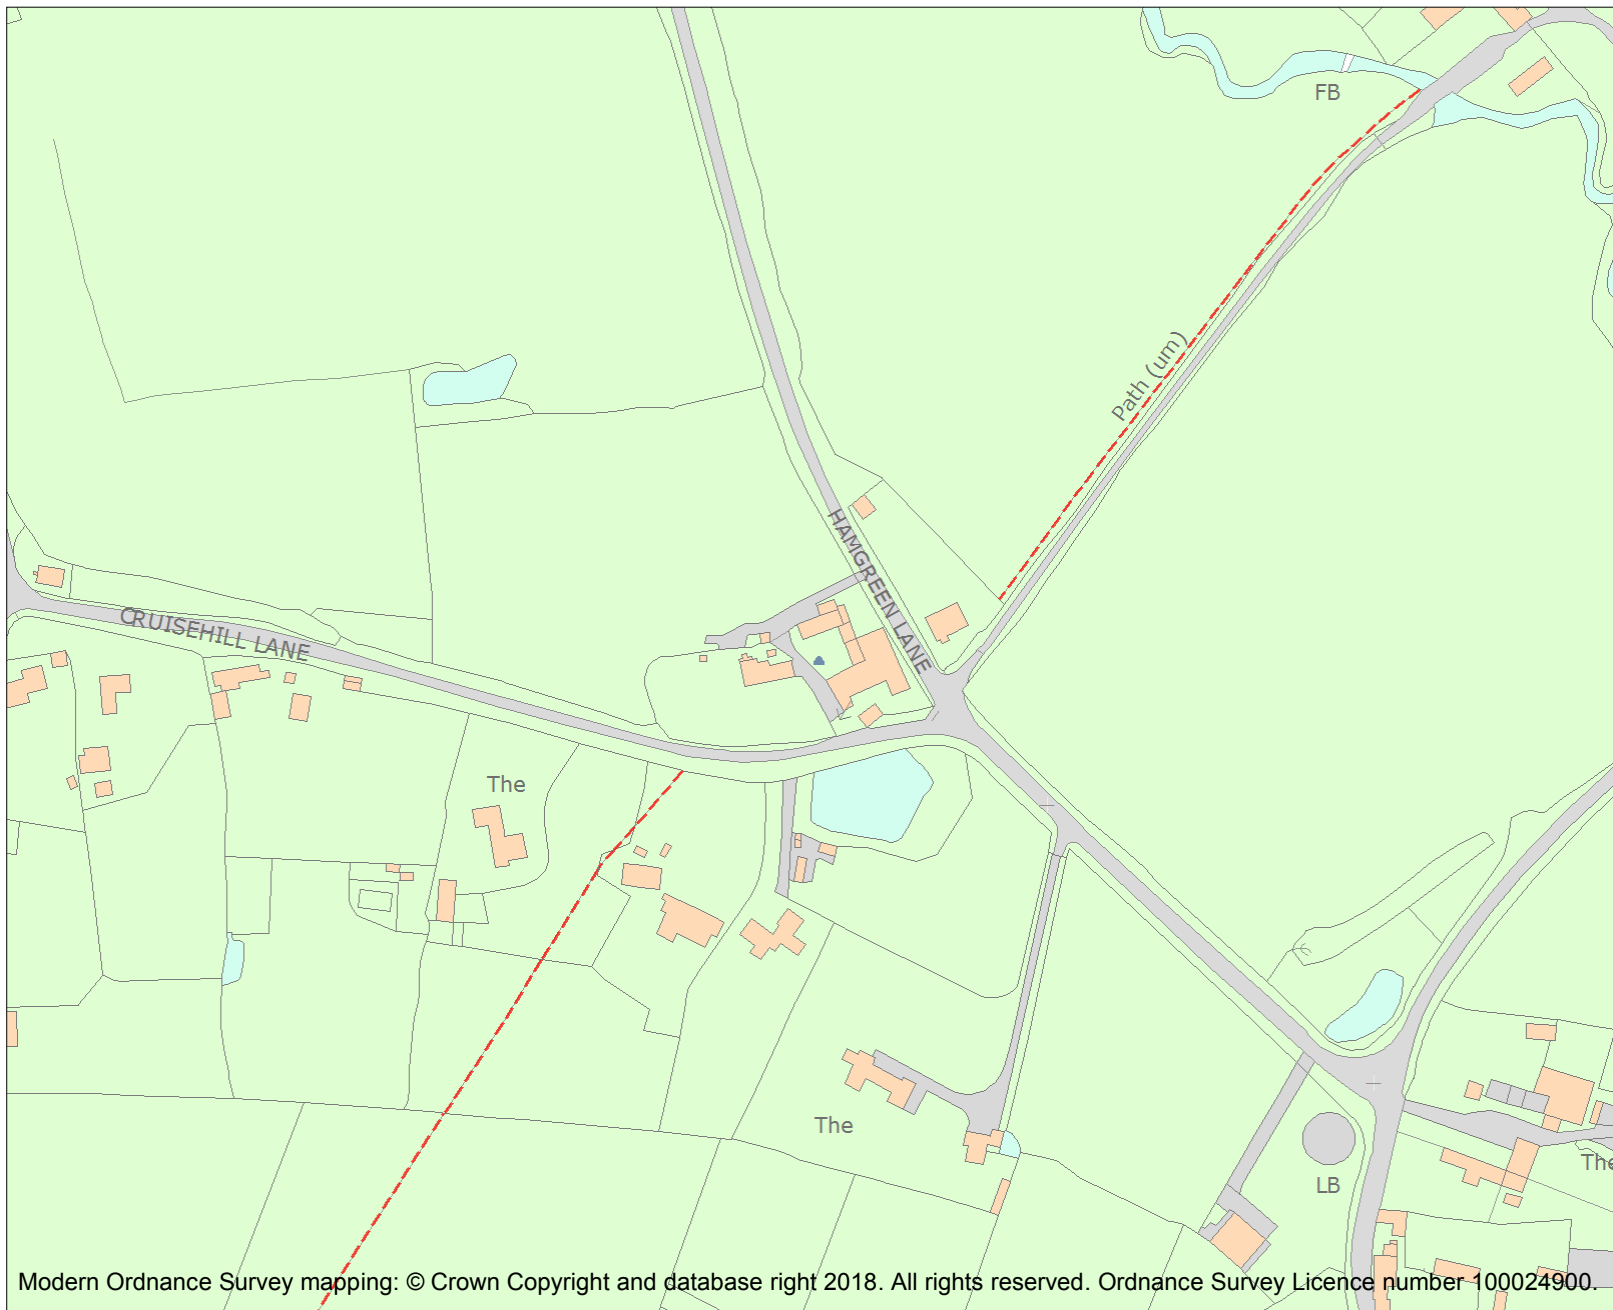 FB
Path (um)
HAMGREEN LANE
CRUISEHILL LANE
The
The
The
LB
Modern Ordnance Survey mapping: © Crown Copyright and database right 2018. All rights reserved. Ordnance Survey Licence number 100024900.